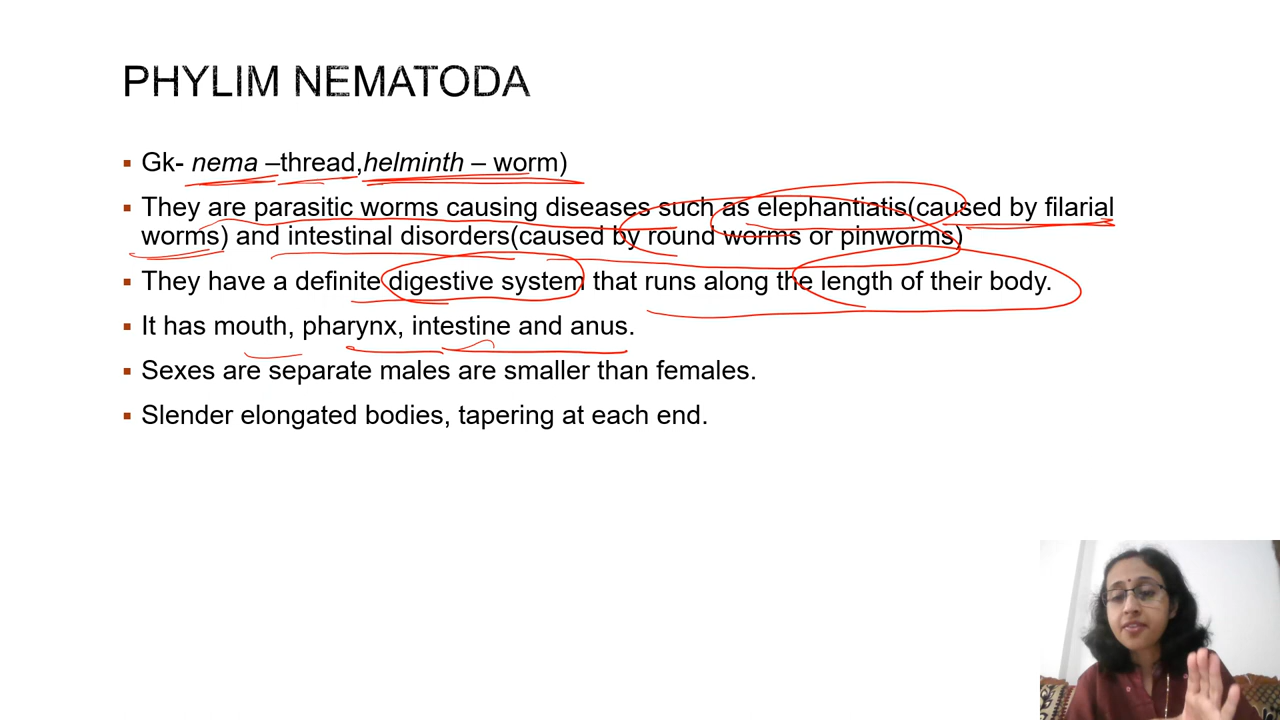 PHYLIM NEMATODA
Gk- nema –thread,helminth – worm)
They are parasitic worms causing diseases such as elephantiatis(caused by filarial
worms) and intestinal disorders(caused by round worms or pinworms)
They have a definite digestive system that runs along the length of their body.
It has mouth, pharynx, intestine and anus.
Sexes are separate males are smaller than females.
Slender elongated bodies, tapering at each end.